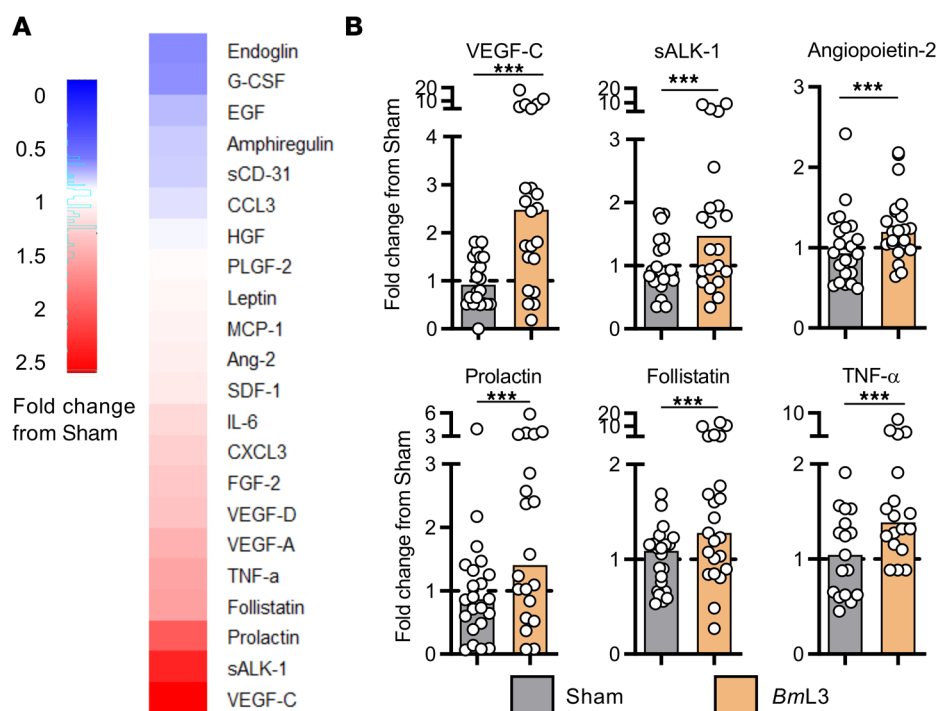 A
0
0.5
1
1.5
2
2.5
Fold change
from Sham
Endoglin
G-CSF
EGF
Amphiregulin
sCD-31
CCL3
HGF
PLGF-2
Leptin
MCP-1
Ang-2
SDF-1
IL-6
CXCL3
FGF-2
VEGF-D
VEGF-A
TNF-a
Follistatin
Prolactin
sALK-1
VEGF-C
B
VEGF-C
***
Fold change from Sham
20
10
4
3
2
1
0
sALK-1
***
20
10
4
3
2
1
0
Angiopoietin-2
***
3
2
1
0
Prolactin
***
Fold change from Sham
6
3
3
2
1
0
Follistatin
***
20
10
2
1
0
TNF-α
***
10
2
2
1
0
Sham
BmL3